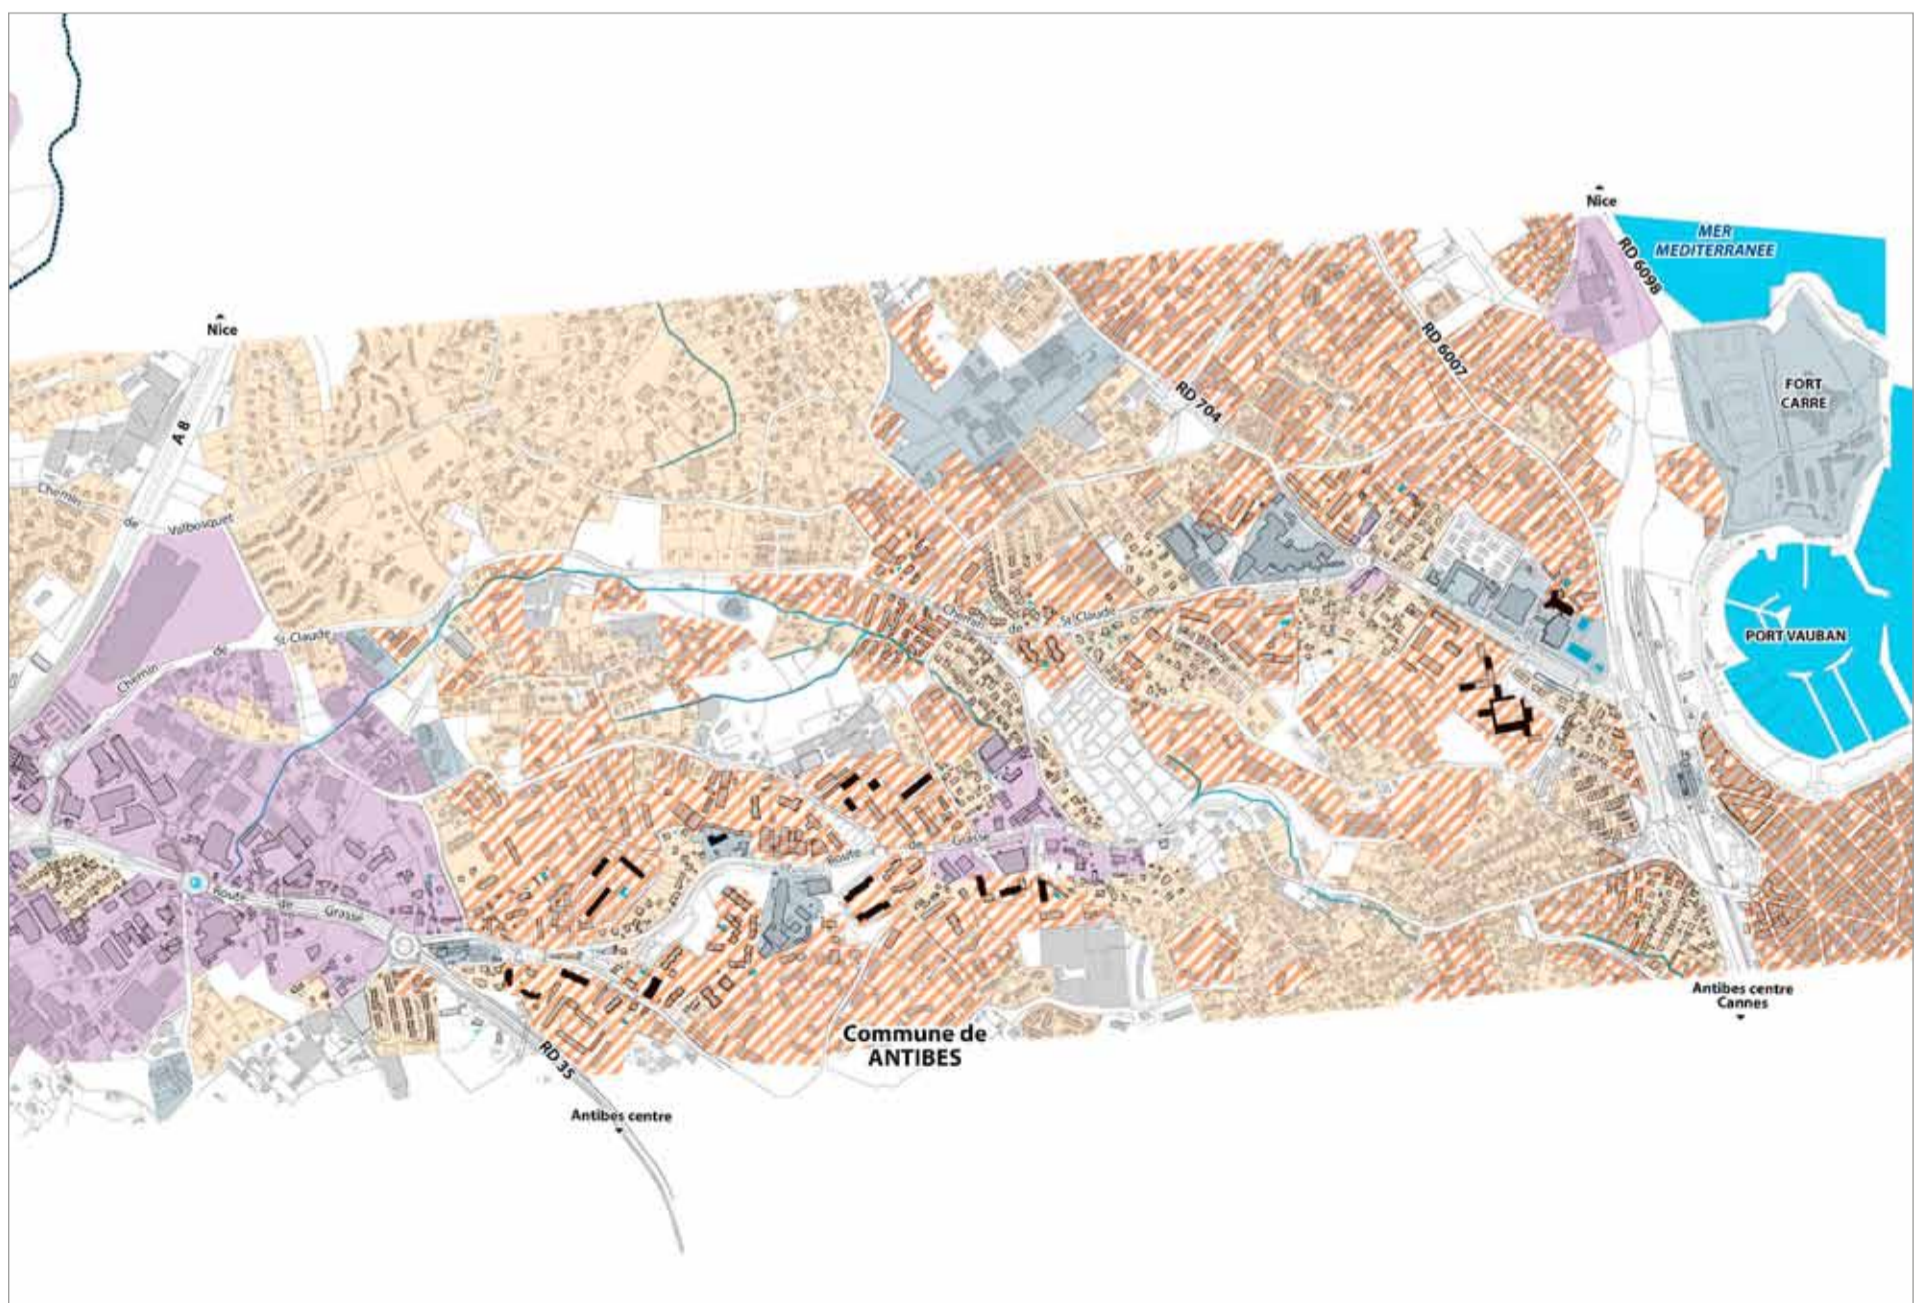 Nice
MER
MEDITERRANEE
RD 6098
Nice
RD 6007
FORT
CARRE
RD 704
A 8
Chemin de Valbosquet
Chemin de St-Claude
Chemin de St Claude
PORT VAUBAN
Route de Grasse
Route de Grasse
Antibes centre
Cannes
Commune de
ANTIBES
RD 35
Antibes centre